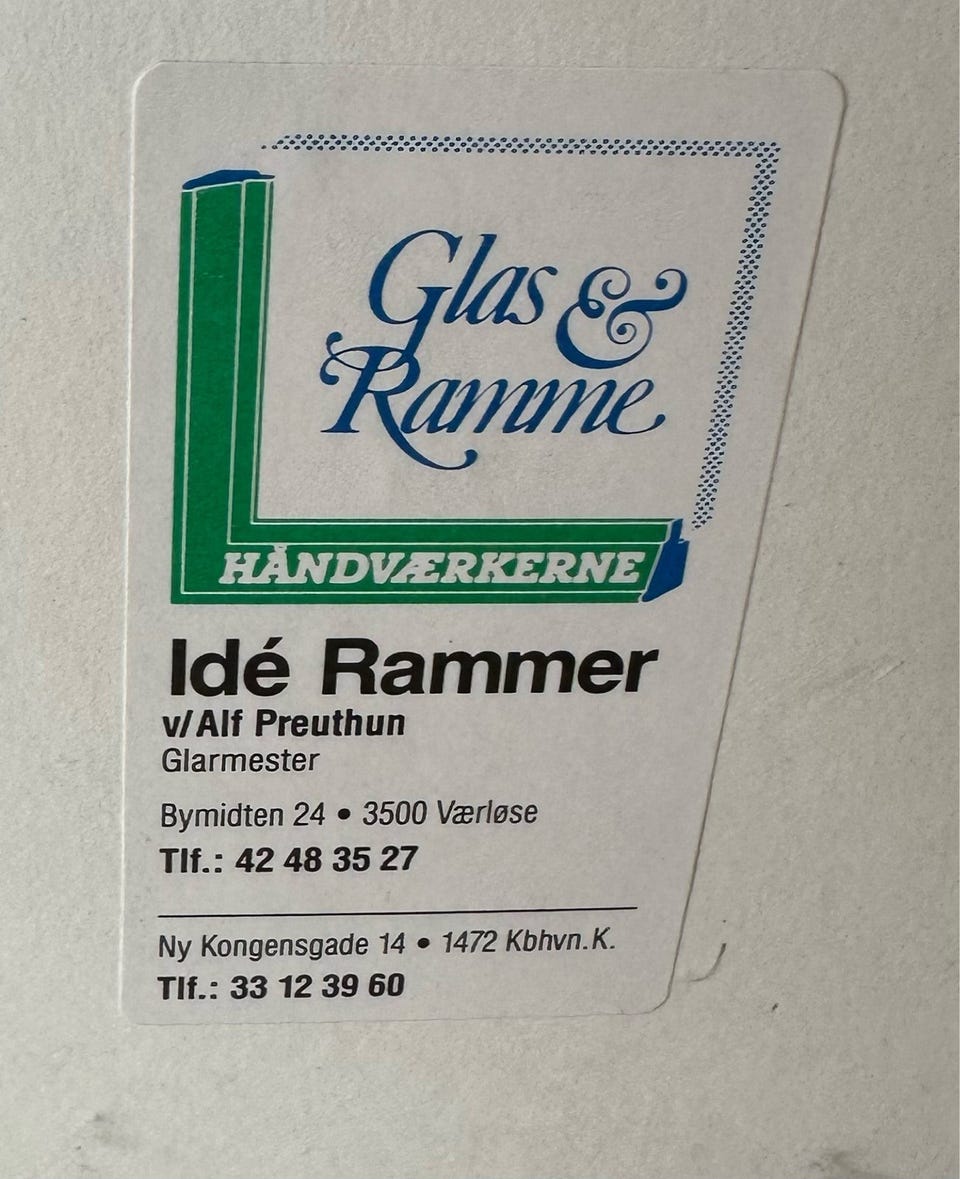 Glas &
Ramme
HÅNDVÆRKERNE
Idé Rammer
v/Alf Preuthun
Glarmester
Bymidten 24 • 3500 Værløse
Tlf.: 42 48 35 27
Ny Kongensgade 14 • 1472 Kbhvn.K.
Tlf.: 33 12 39 60